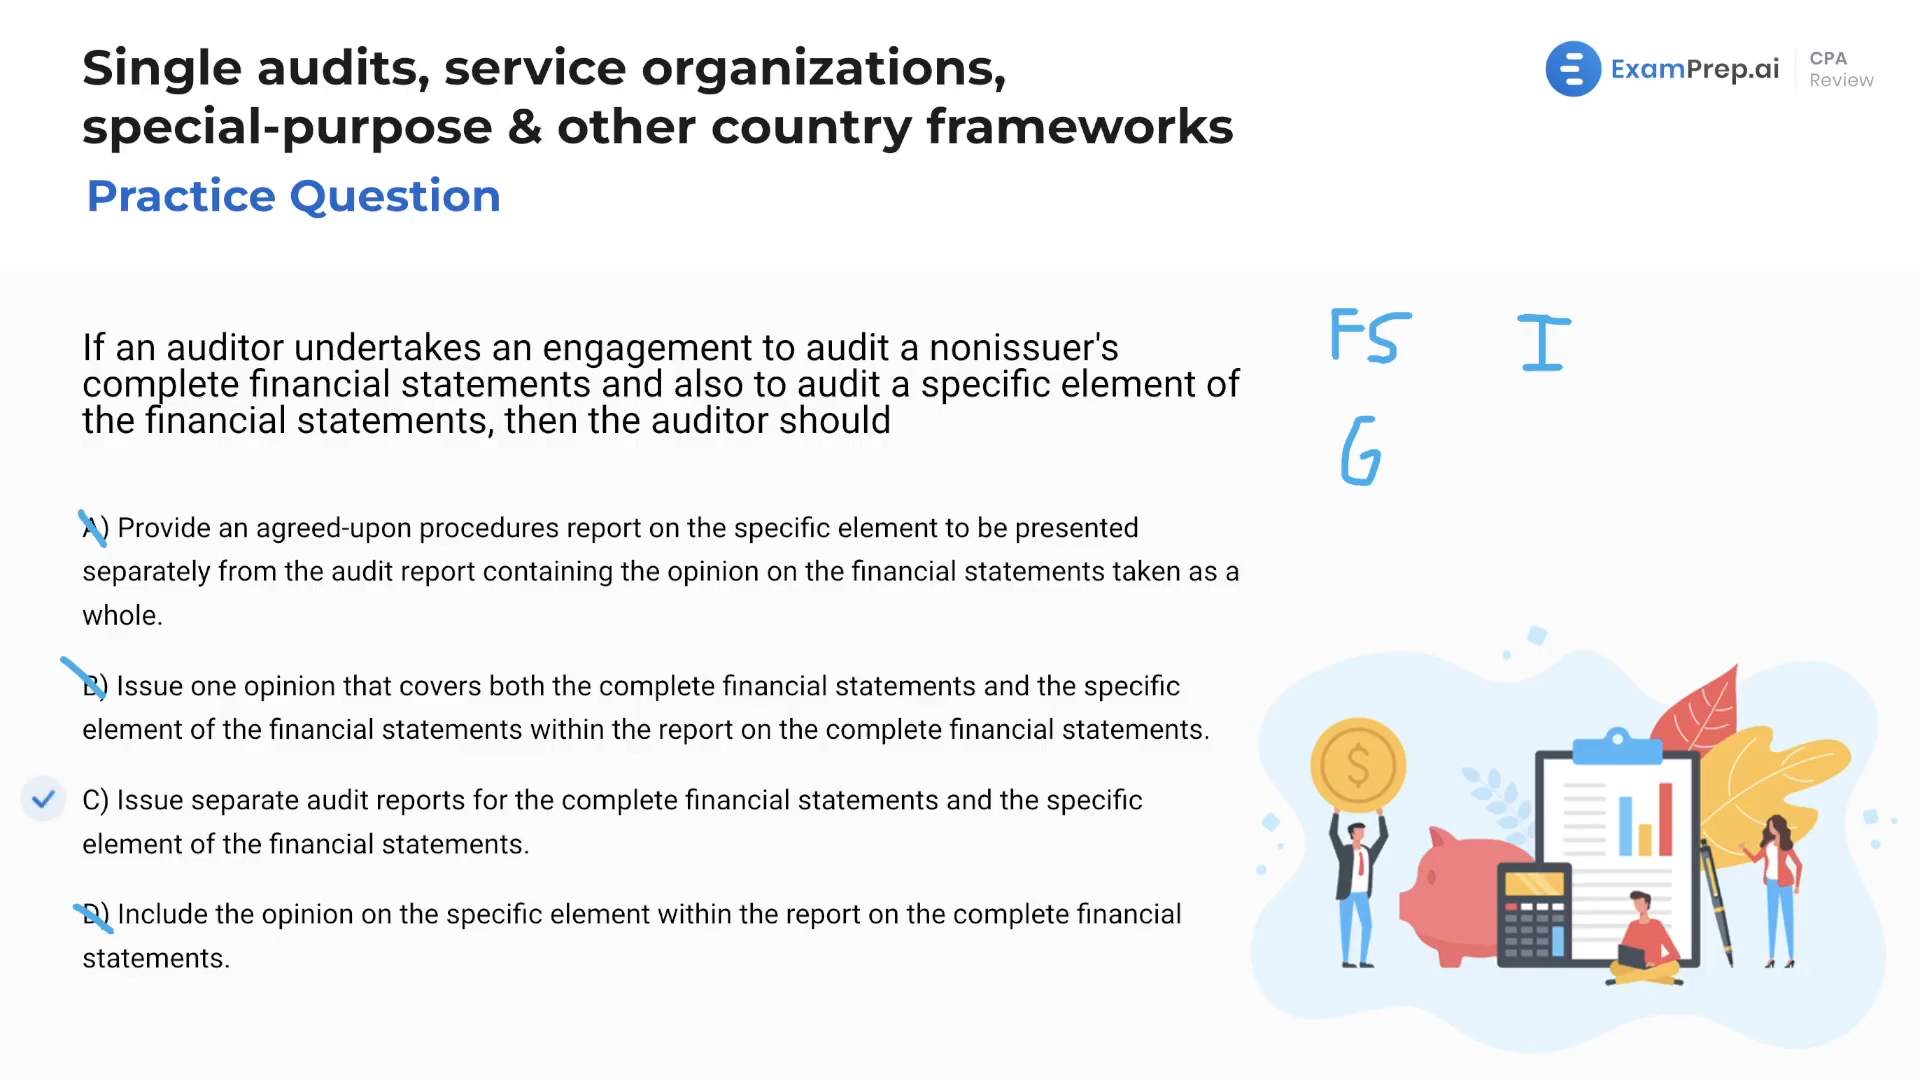 Single audits, service organizations,
special-purpose & other country frameworks
Practice Question
ExamPrep.ai
CPA
Review
If an auditor undertakes an engagement to audit a nonissuer's
complete financial statements and also to audit a specific element of
the financial statements, then the auditor should
FS I
G
A) Provide an agreed-upon procedures report on the specific element to be presented
separately from the audit report containing the opinion on the financial statements taken as a
whole.
B) Issue one opinion that covers both the complete financial statements and the specific
element of the financial statements within the report on the complete financial statements.
C) Issue separate audit reports for the complete financial statements and the specific
element of the financial statements.
D) Include the opinion on the specific element within the report on the complete financial
statements.
$